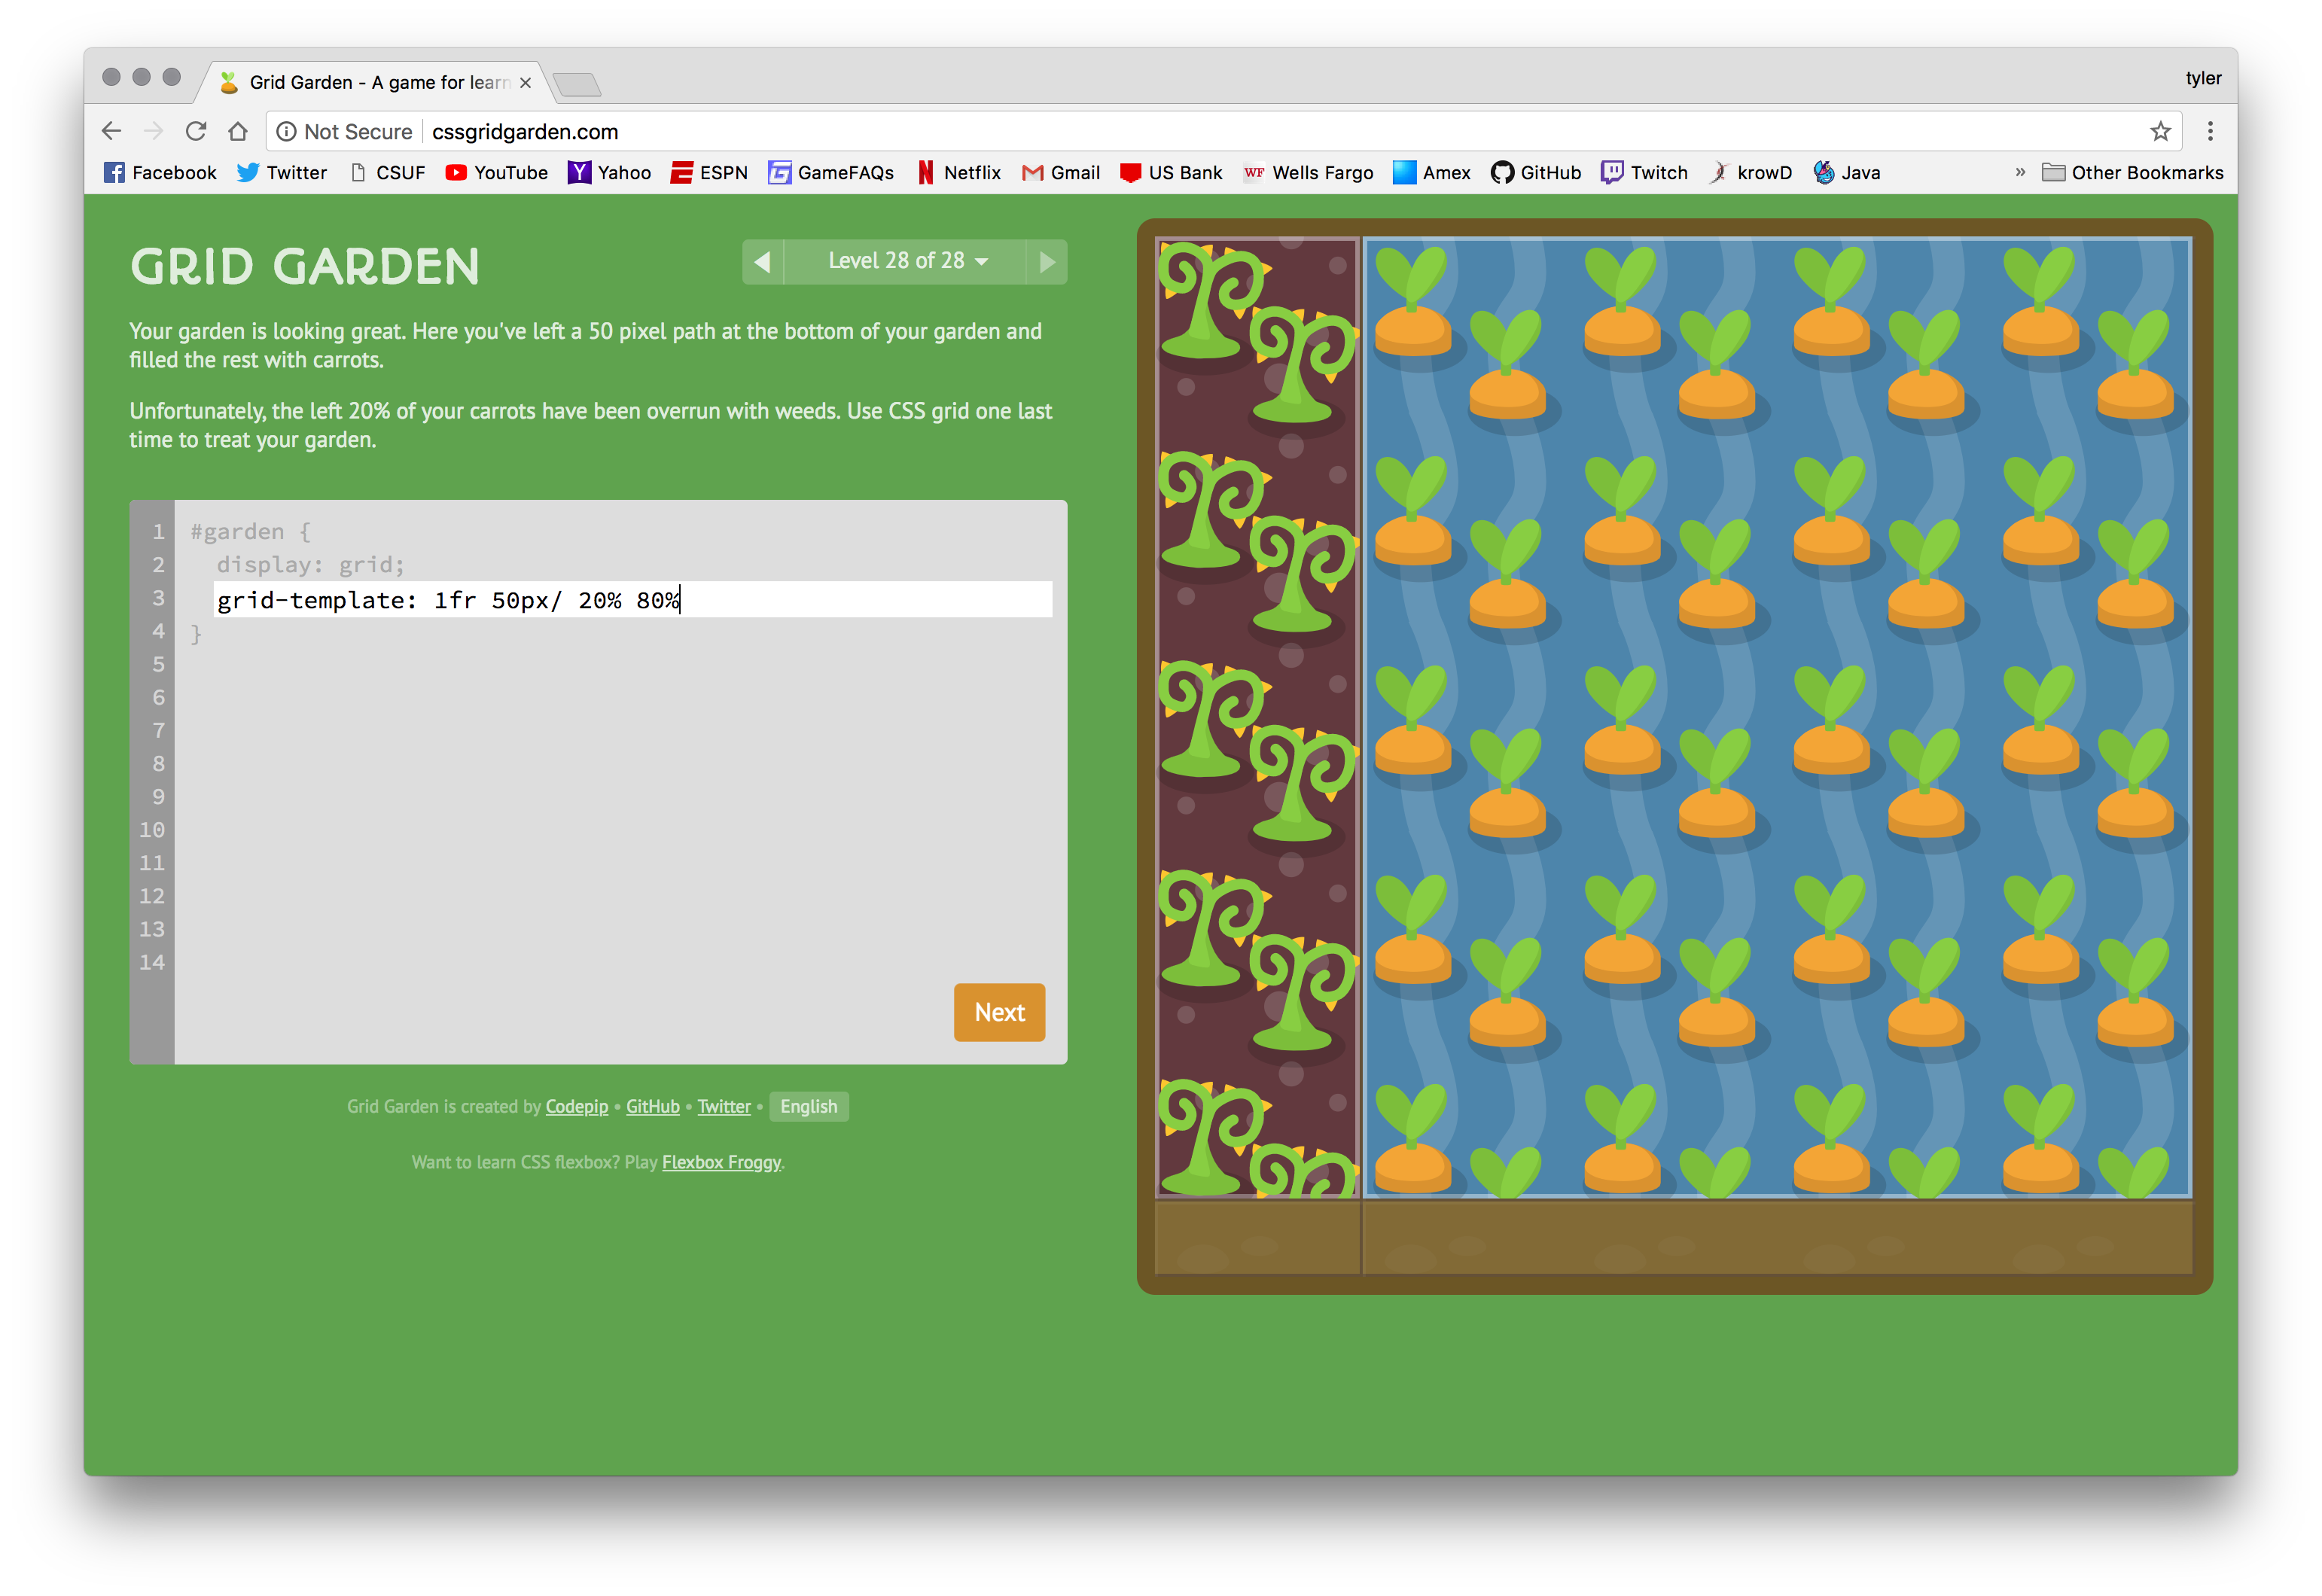 Grid Garden - A game for learn
tyler
Not Secure cssgridgarden.com
Facebook Twitter CSUF YouTube Yahoo ESPN GameFAQs Netflix Gmail US Bank WF Wells Fargo Amex GitHub Twitch krowD Java » Other Bookmarks
GRID GARDEN
Level 28 of 28
Your garden is looking great. Here you've left a 50 pixel path at the bottom of your garden and
filled the rest with carrots.
Unfortunately, the left 20% of your carrots have been overrun with weeds. Use CSS grid one last
time to treat your garden.
1 #garden {
2 display: grid;
3 grid-template: 1fr 50px/ 20% 80%
4 }
5
6
7
8
9
10
11
12
13
14
Next
Grid Garden is created by Codepip • GitHub • Twitter • English
Want to learn CSS flexbox? Play Flexbox Froggy.